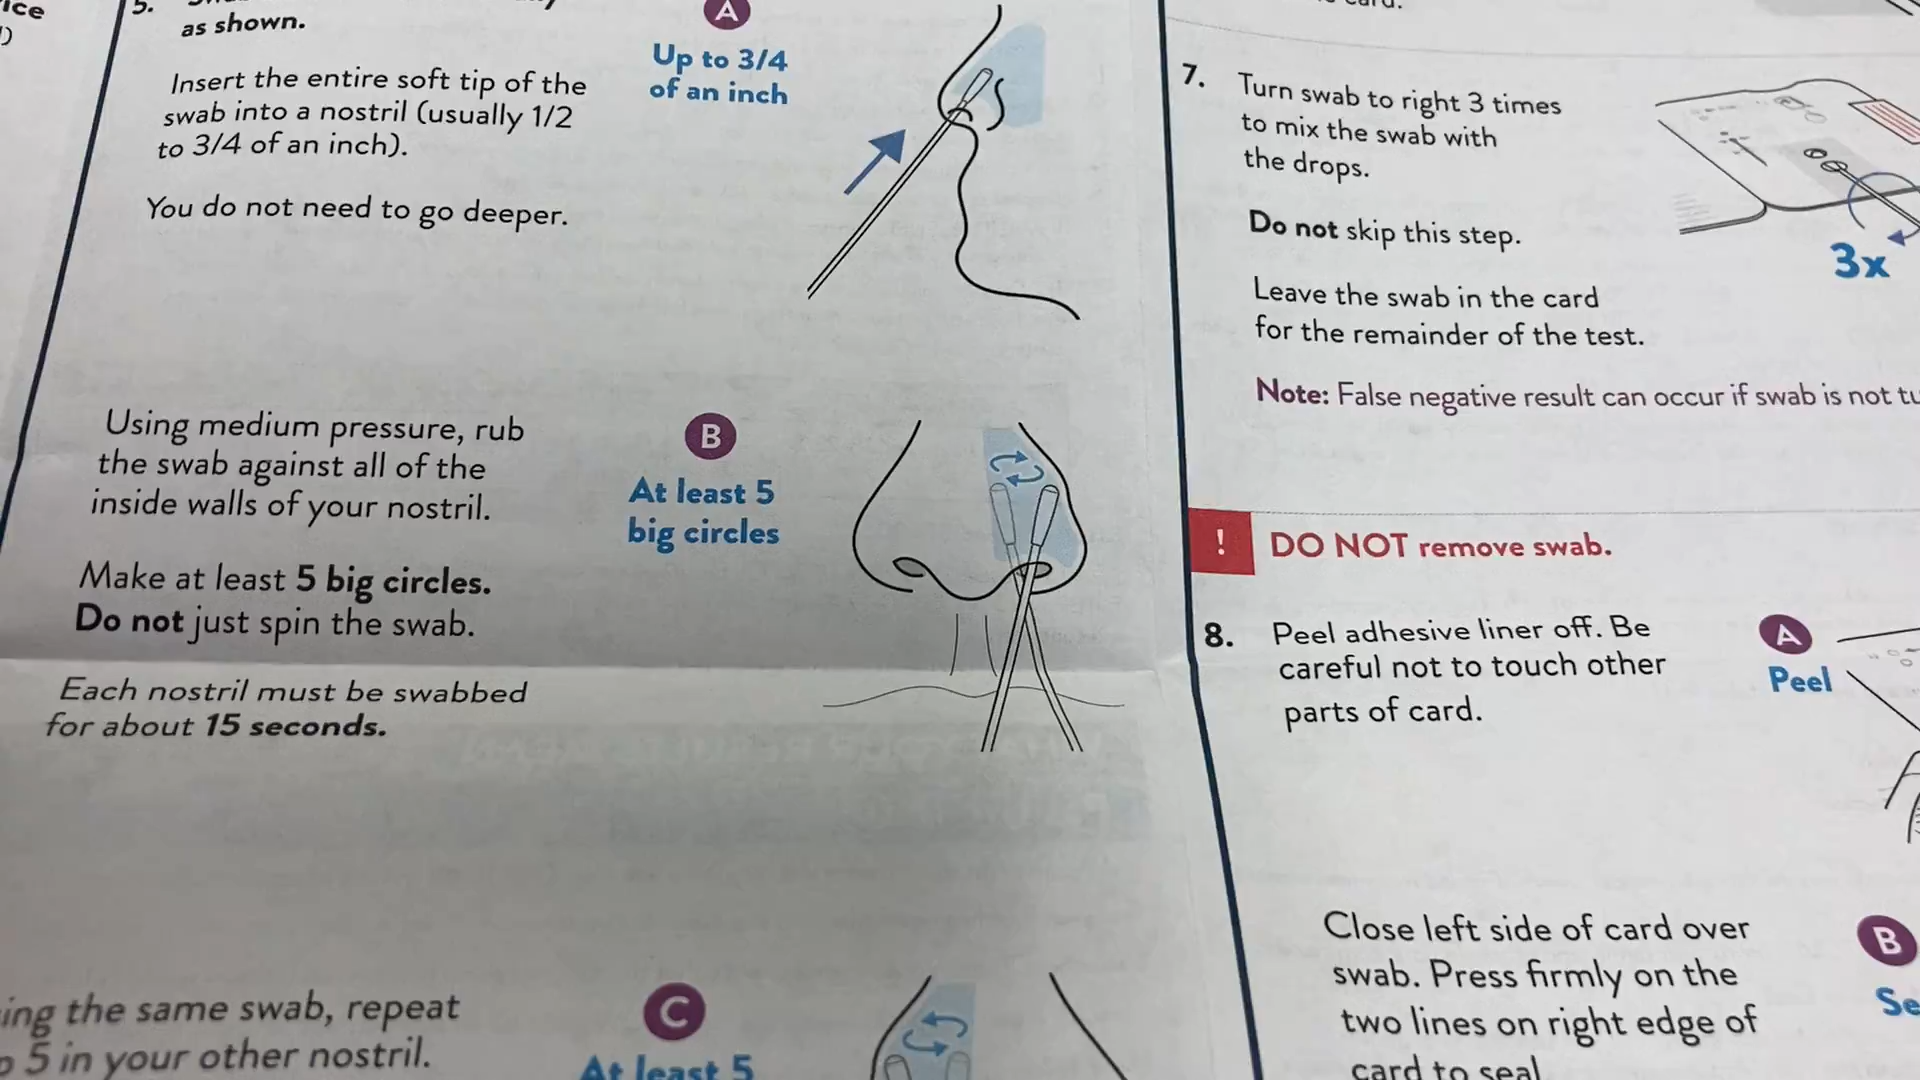 5.
as shown.
Insert the entire soft tip of the
swab into a nostril (usually 1/2
to 3/4 of an inch).
You do not need to go deeper.
A
Up to 3/4
of an inch
Using medium pressure, rub
the swab against all of the
inside walls of your nostril.
Make at least 5 big circles.
Do not just spin the swab.
Each nostril must be swabbed
for about 15 seconds.
B
At least 5
big circles
the same swab, repeat
5 in your other nostril.
C
At least 5
7. Turn swab to right 3 times
to mix the swab with
the drops.
Do not skip this step.
Leave the swab in the card
for the remainder of the test.
Note: False negative result can occur if swab is not
3x
! DO NOT remove swab.
8. Peel adhesive liner off. Be
careful not to touch other
parts of card.
A
Peel
Close left side of card over
swab. Press firmly on the
two lines on right edge of
card to seal
B